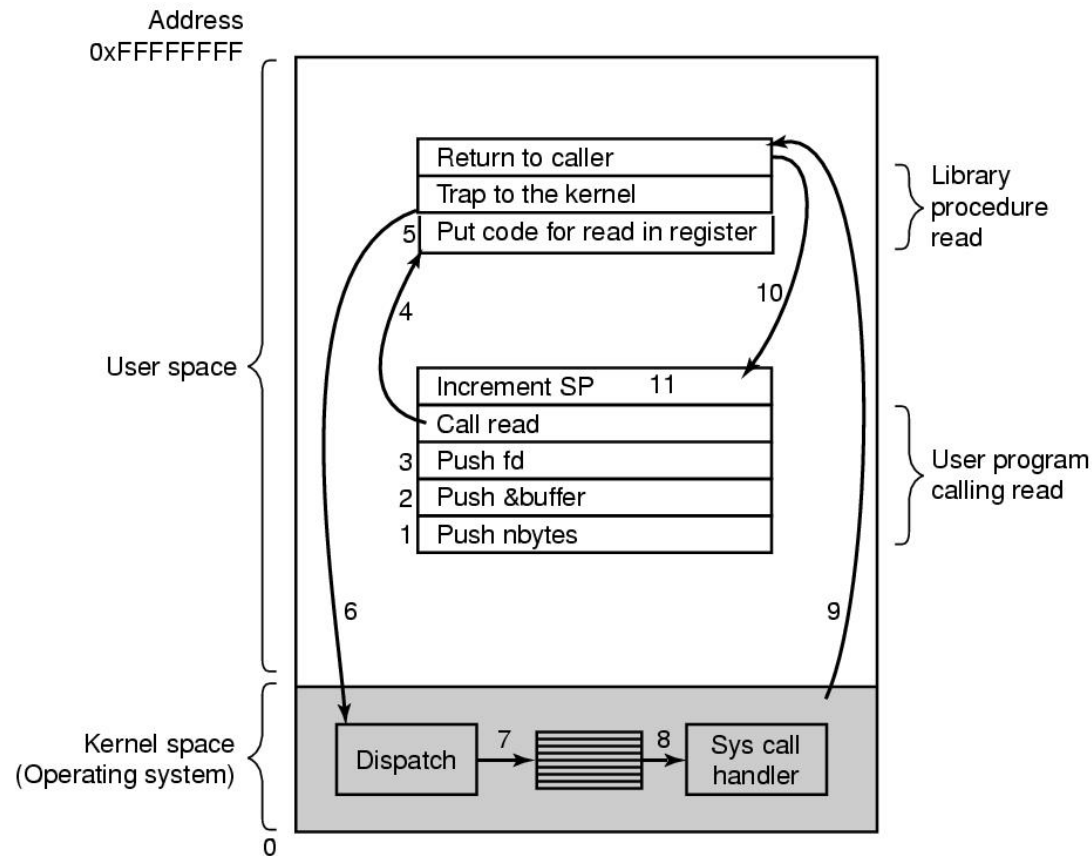 Address
0xFFFFFFFF
Return to caller
Trap to the kernel
5 Put code for read in register
Library
procedure
read
4
10
User space
Increment SP 11
Call read
3 Push fd
2 Push &buffer
1 Push nbytes
User program
calling read
6
9
Kernel space
(Operating system)
Dispatch
7
8
Sys call
handler
0